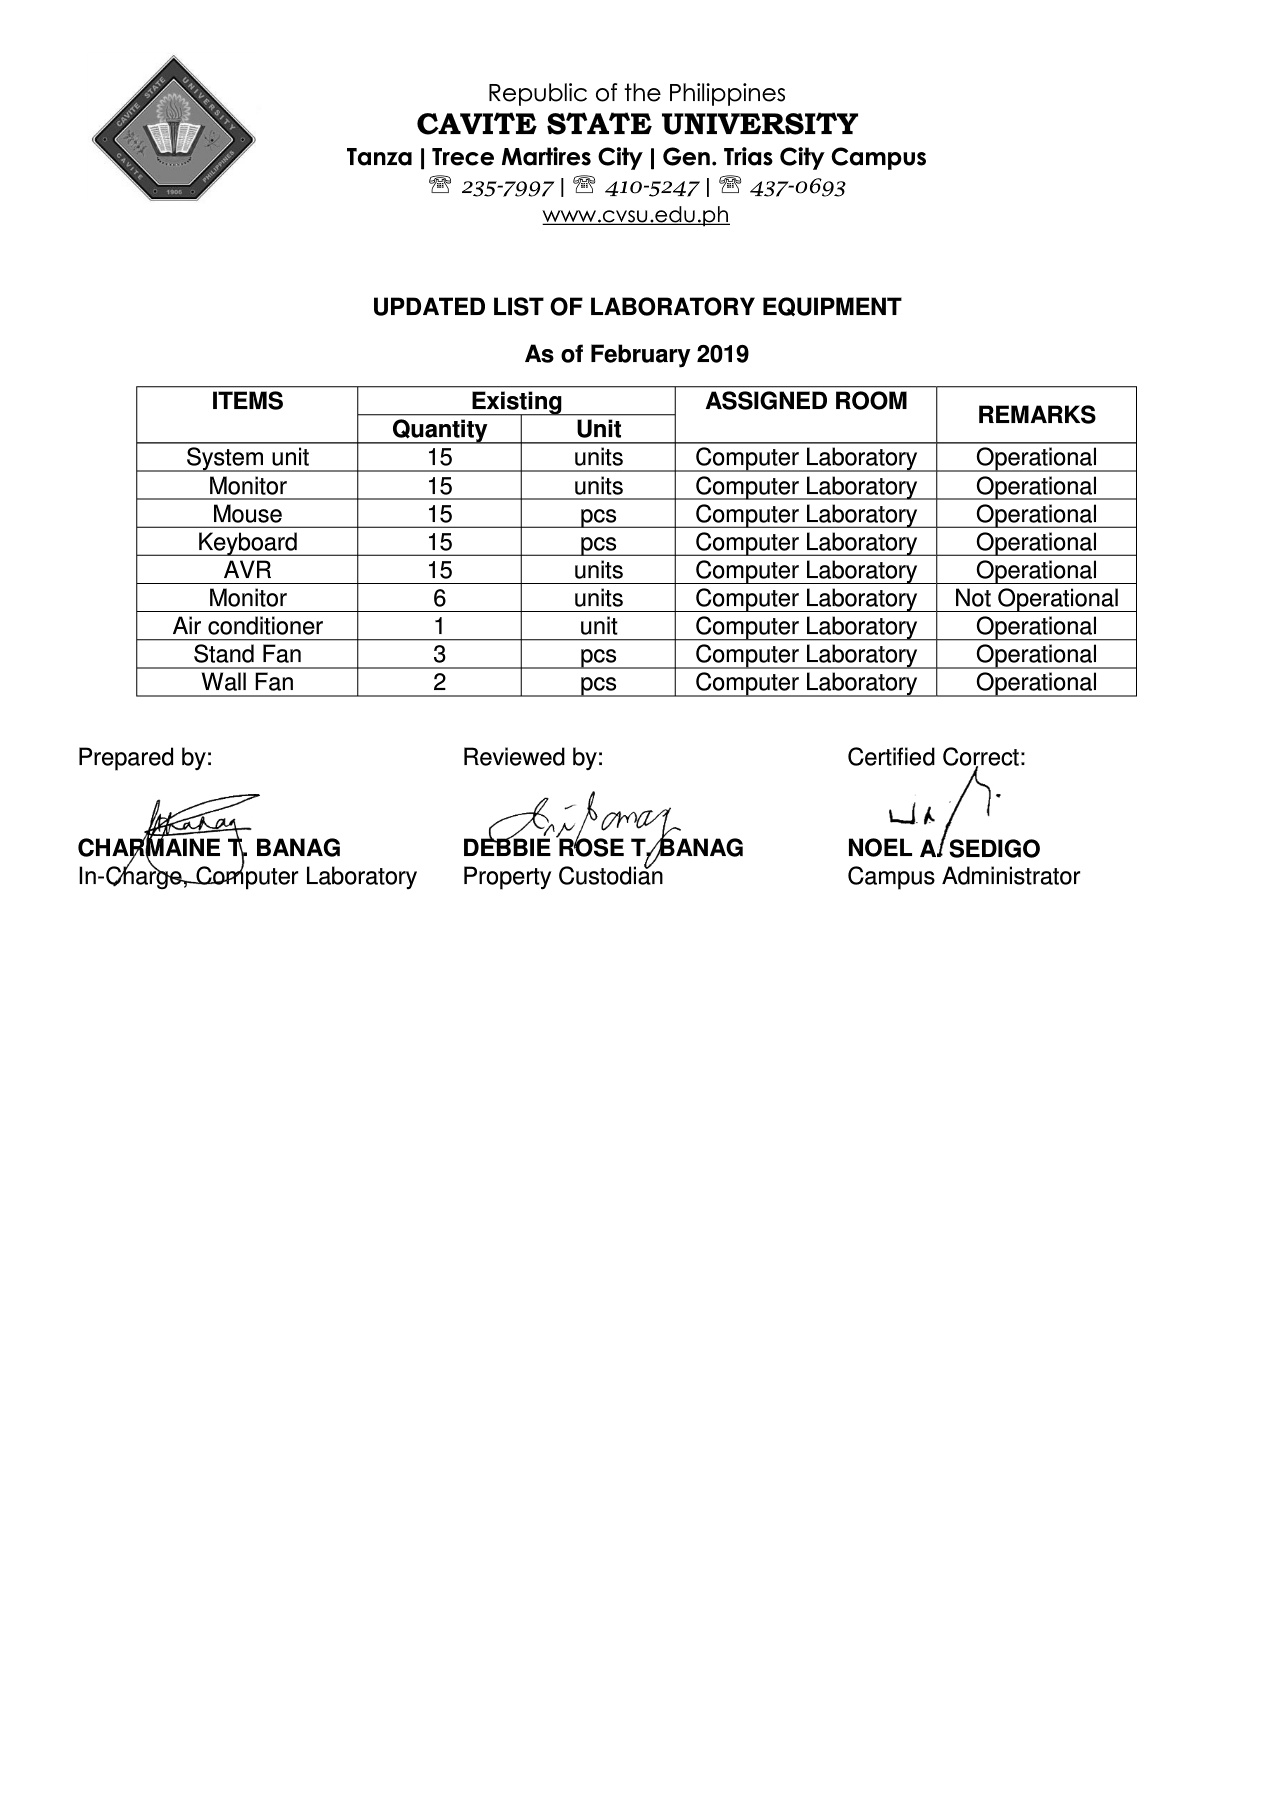 CAVITE STATE UNIVERSITY
CAVITE PHILIPPINES
1906
Republic of the Philippines
CAVITE STATE UNIVERSITY
Tanza | Trece Martires City | Gen. Trias City Campus
☏ 235-7997 | ☏ 410-5247 | ☏ 437-0693
www.cvsu.edu.ph
UPDATED LIST OF LABORATORY EQUIPMENT
As of February 2019
ITEMS Existing ASSIGNED ROOM REMARKS
Quantity Unit
System unit 15 units Computer Laboratory Operational
Monitor 15 units Computer Laboratory Operational
Mouse 15 pcs Computer Laboratory Operational
Keyboard 15 pcs Computer Laboratory Operational
AVR 15 units Computer Laboratory Operational
Monitor 6 units Computer Laboratory Not Operational
Air conditioner 1 unit Computer Laboratory Operational
Stand Fan 3 pcs Computer Laboratory Operational
Wall Fan 2 pcs Computer Laboratory Operational
Prepared by: Reviewed by: Certified Correct:
CHARMAINE T. BANAG DEBBIE ROSE T. BANAG NOEL A. SEDIGO
In-Charge, Computer Laboratory Property Custodian Campus Administrator